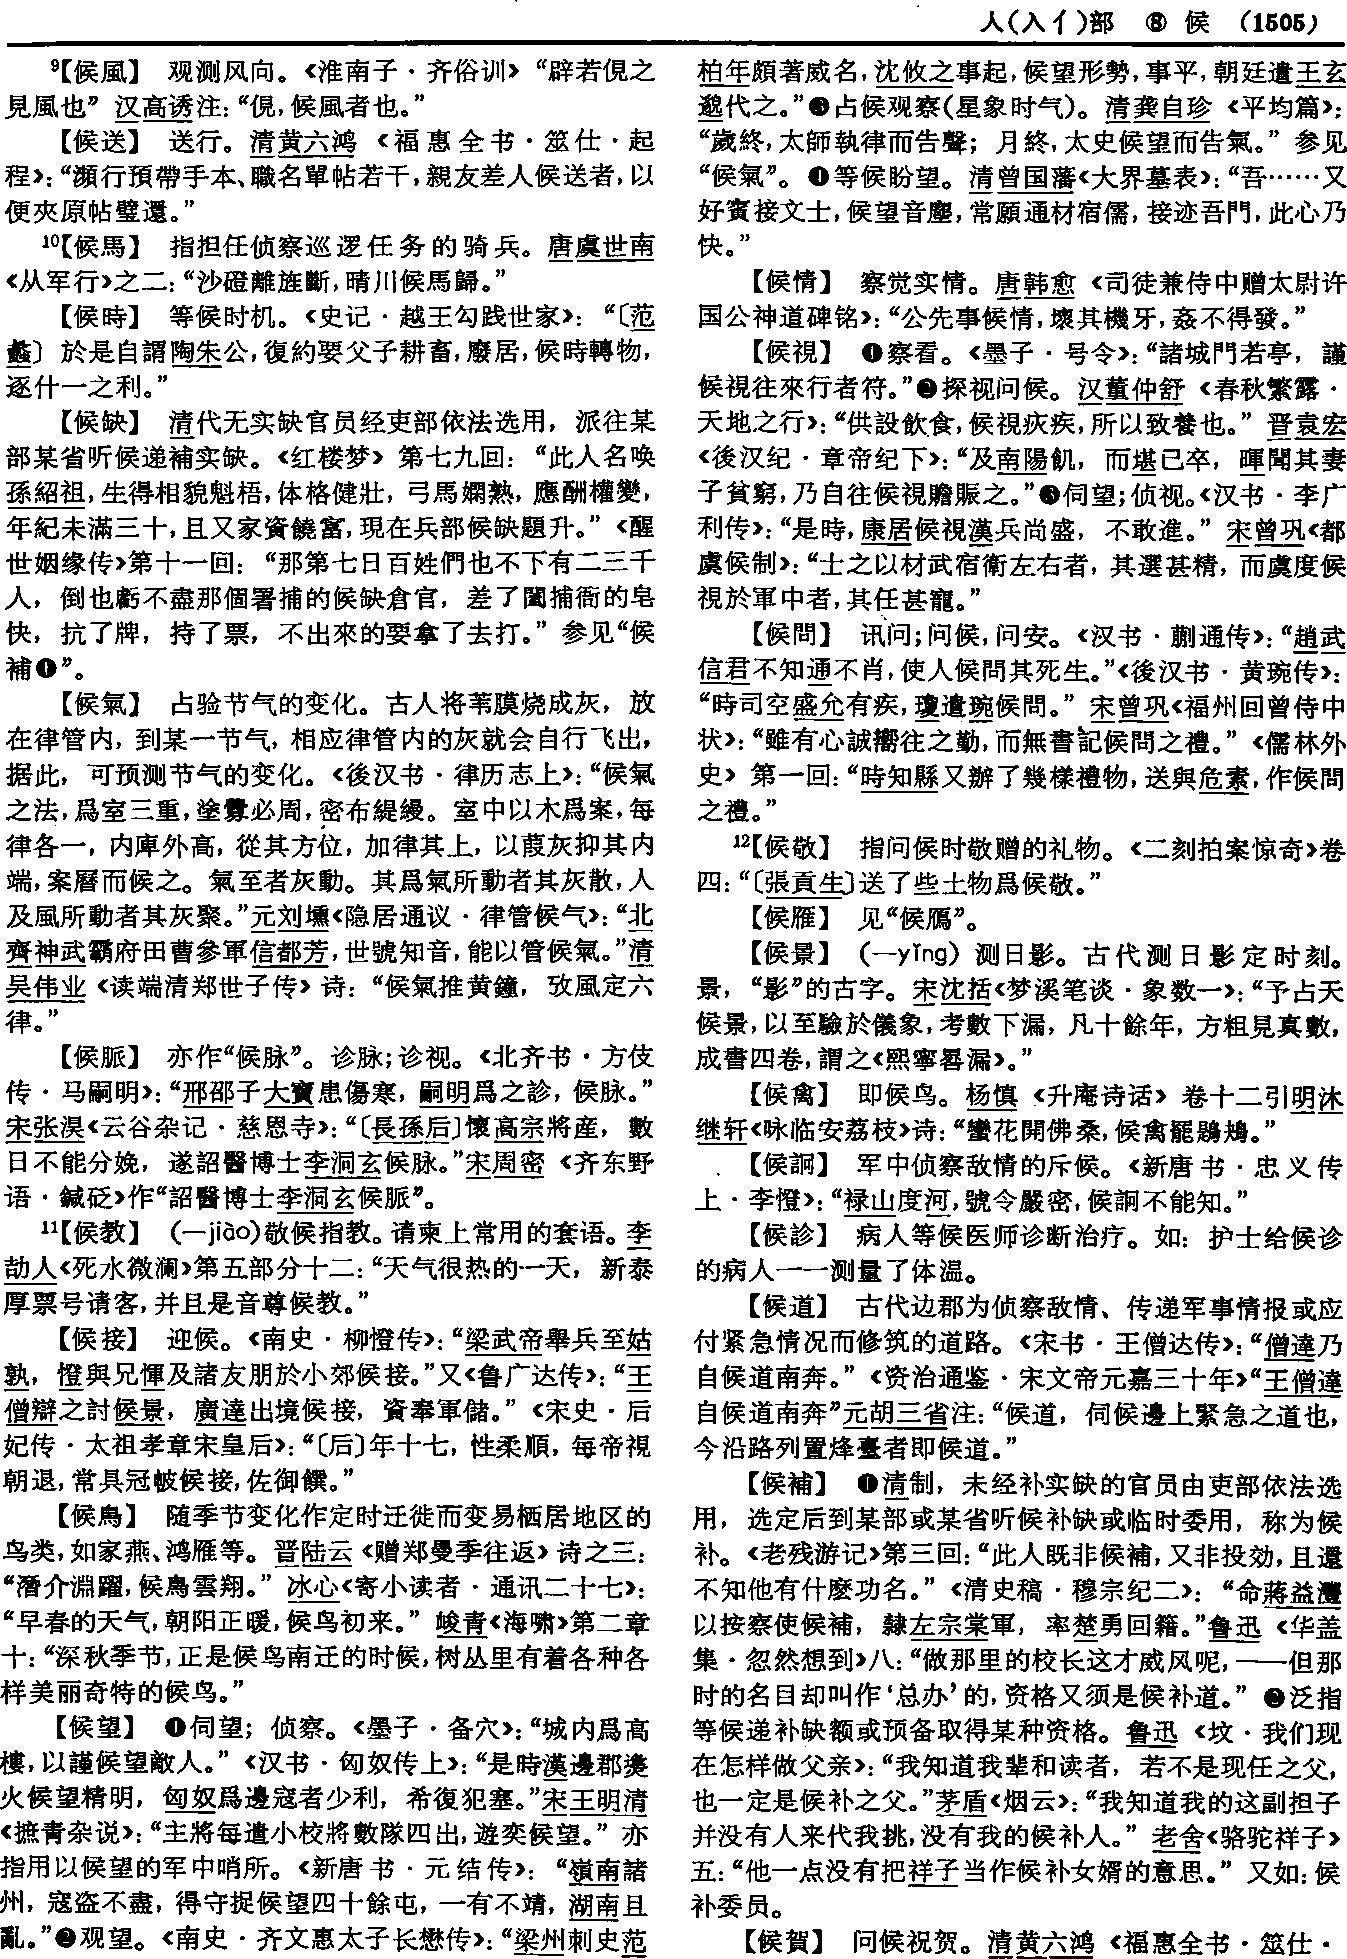 人(入亻)部 ⑧ 候 (1505)
⁹【候風】 观测风向。《淮南子·齐俗训》“辟若俔之
見風也”汉高诱注：“俔，候風者也。”
【候送】 送行。清黄六鸿《福惠全书·筮仕·起
程》：“瀕行預帶手本、職名單帖若干，親友差人候送者，以
便夾原帖璧還。”
¹⁰【候馬】 指担任侦察巡逻任务的骑兵。唐虞世南
《从军行》之二：“沙磴離旌斷，晴川候馬歸。”
【候時】 等候时机。《史记·越王勾践世家》：“〔范
蠡〕於是自謂陶朱公，復約要父子耕畜，廢居，候時轉物，
逐什一之利。”
【候缺】 清代无实缺官员经吏部依法选用，派往某
部某省听候递補实缺。《红楼梦》第七九回：“此人名唤
孫紹祖，生得相貌魁梧，体格健壯，弓馬嫻熟，應酬權變，
年紀未滿三十，且又家資饒富，現在兵部候缺題升。”《醒
世姻缘传》第十一回：“那第七日百姓們也不下有二三千
人，倒也虧不盡那個署捕的候缺倉官，差了闔捕衙的皂
快，抗了牌，持了票，不出來的要拿了去打。”参见“候
補❶”。
【候氣】 占验节气的变化。古人将苇膜烧成灰，放
在律管内，到某一节气，相应律管内的灰就会自行飞出，
据此，可预测节气的变化。《後汉书·律历志上》：“候氣
之法，爲室三重，塗釁必周，密布緹縵。室中以木爲案，每
律各一，内庳外高，從其方位，加律其上，以葭灰抑其内
端，案曆而候之。氣至者灰動。其爲氣所動者其灰散，人
及風所動者其灰聚。”元刘壎《隐居通议·律管候气》：“北
齊神武霸府田曹參軍信都芳，世號知音，能以管候氣。”清
吴伟业《读端清郑世子传》诗：“候氣推黄鐘，攷風定六
律。”
【候脈】 亦作“候脉”。诊脉；诊视。《北齐书·方伎
传·马嗣明》：“邢邵子大寶患傷寒，嗣明爲之診，候脉。”
宋张淏《云谷杂记·慈恩寺》：“〔長孫后〕懷高宗將産，數
日不能分娩，遂詔醫博士李洞玄候脉。”宋周密《齐东野
语·鍼砭》作“詔醫博士李洞玄候脈”。
¹¹【候教】 (—jiào)敬候指教。请柬上常用的套语。李
劼人《死水微澜》第五部分十二：“天气很热的一天，新泰
厚票号请客，并且是音尊候教。”
【候接】 迎候。《南史·柳憕传》：“梁武帝舉兵至姑
孰，憕與兄惲及諸友朋於小郊候接。”又《鲁广达传》：“王
僧辯之討候景，廣達出境候接，資奉軍儲。”《宋史·后
妃传·太祖孝章宋皇后》：“〔后〕年十七，性柔順，每帝視
朝退，常具冠帔候接，佐御饌。”
【候鳥】 随季节变化作定时迁徙而变易栖居地区的
鸟类，如家燕、鸿雁等。晋陆云《赠郑曼季往返》诗之三：
“潛介淵躍，候鳥雲翔。”冰心《寄小读者·通讯二十七》：
“早春的天气，朝阳正暖，候鸟初来。”峻青《海啸》第二章
十：“深秋季节，正是候鸟南迁的时候，树丛里有着各种各
样美丽奇特的候鸟。”
【候望】 ❶伺望；侦察。《墨子·备穴》：“城内爲高
樓，以謹候望敵人。”《汉书·匈奴传上》：“是時漢邊郡㷭
火候望精明，匈奴爲邊寇者少利，希復犯塞。”宋王明清
《摭青杂说》：“主將每遣小校將數隊四出，遊奕候望。”亦
指用以候望的军中哨所。《新唐书·元结传》：“嶺南諸
州，寇盗不盡，得守捉候望四十餘屯，一有不靖，湖南且
亂。”❷观望。《南史·齐文惠太子长懋传》：“梁州刺史范
柏年頗著威名，沈攸之事起，候望形勢，事平，朝廷遣王玄
邈代之。”❸占候观察(星象时气)。清龚自珍《平均篇》：
“歲終，太師執律而告聲；月終，太史候望而告氣。”参见
“候氣”。❹等候盼望。清曾国藩《大界墓表》：“吾……又
好賓接文士，候望音塵，常願通材宿儒，接迹吾門，此心乃
快。”
【候情】 察觉实情。唐韩愈《司徒兼侍中赠太尉许
国公神道碑铭》：“公先事候情，壞其機牙，姦不得發。”
【候視】 ❶察看。《墨子·号令》：“諸城門若亭，謹
候視往來行者符。”❷探视问候。汉董仲舒《春秋繁露·
天地之行》：“供設飲食，候視疢疾，所以致養也。”晋袁宏
《後汉纪·章帝纪下》：“及南陽飢，而堪已卒，暉聞其妻
子貧窮，乃自往候視贍賑之。”❸伺望；侦视。《汉书·李广
利传》：“是時，康居候視漢兵尚盛，不敢進。”宋曾巩《都
虞候制》：“士之以材武宿衛左右者，其選甚精，而虞度候
視於軍中者，其任甚寵。”
【候問】 讯问；问候，问安。《汉书·蒯通传》：“趙武
信君不知通不肖，使人候問其死生。”《後汉书·黄琬传》：
“時司空盛允有疾，瓊遣琬候問。”宋曾巩《福州回曾侍中
状》：“雖有心誠嚮往之勤，而無書記候問之禮。”《儒林外
史》第一回：“時知縣又辦了幾樣禮物，送與危素，作候問
之禮。”
¹²【候敬】 指问候时敬赠的礼物。《二刻拍案惊奇》卷
四：“〔張貢生〕送了些土物爲候敬。”
【候雁】 见“候鴈”。
【候景】 (—yǐng) 测日影。古代测日影定时刻。
景，“影”的古字。宋沈括《梦溪笔谈·象数一》：“予占天
候景，以至驗於儀象，考數下漏，凡十餘年，方粗見真數，
成書四卷，謂之《熙寧晷漏》。”
【候禽】 即候鸟。杨慎《升庵诗话》卷十二引明沐
继轩《咏临安荔枝》诗：“蠻花開佛桑，候禽罷鶗鴂。”
【候詗】 军中侦察敌情的斥候。《新唐书·忠义传
上·李憕》：“禄山度河，號令嚴密，候詗不能知。”
【候診】 病人等候医师诊断治疗。如：护士给候诊
的病人一一测量了体温。
【候道】 古代边郡为侦察敌情、传递军事情报或应
付紧急情况而修筑的道路。《宋书·王僧达传》：“僧達乃
自候道南奔。”《资治通鉴·宋文帝元嘉三十年》“王僧達
自候道南奔”元胡三省注：“候道，伺候邊上緊急之道也，
今沿路列置烽臺者即候道。”
【候補】 ❶清制，未经补实缺的官员由吏部依法选
用，选定后到某部或某省听候补缺或临时委用，称为候
补。《老残游记》第三回：“此人既非候補，又非投効，且還
不知他有什麽功名。”《清史稿·穆宗纪二》：“命蔣益灃
以按察使候補，隸左宗棠軍，率楚勇回籍。”鲁迅《华盖
集·忽然想到》八：“做那里的校长这才威风呢，——但那
时的名目却叫作‘总办’的，资格又须是候补道。”❷泛指
等候递补缺额或预备取得某种资格。鲁迅《坟·我们现
在怎样做父亲》：“我知道我辈和读者，若不是现任之父，
也一定是候补之父。”茅盾《烟云》：“我知道我的这副担子
并没有人来代我挑，没有我的候补人。”老舍《骆驼祥子》
五：“他一点没有把祥子当作候补女婿的意思。”又如：候
补委员。
【候賀】 问候祝贺。清黄六鸿《福惠全书·筮仕·